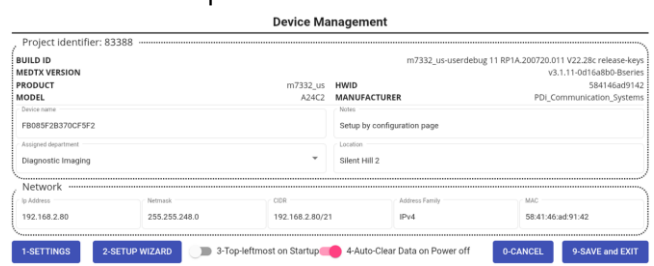 Device Management
Project identifier: 83388
BUILD ID m7332_us-userdebug 11 RP1A.200720.011 V22.28c release-keys
MEDTX VERSION v3.1.11-0d16a8b0-Bseries
PRODUCT m7332_us HWID 584146ad9142
MODEL A24C2 MANUFACTURER PDi_Communication_Systems
Device name Notes
FB085F2B370CF5F2 Setup by configuration page
Assigned department Location
Diagnostic Imaging Silent Hill 2
Network
Ip Address Netmask CIDR Address Family MAC
192.168.2.80 255.255.248.0 192.168.2.80/21 IPv4 58:41:46:ad:91:42
1-SETTINGS 2-SETUP WIZARD 3-Top-leftmost on Startup 4-Auto-Clear Data on Power off 0-CANCEL 9-SAVE and EXIT